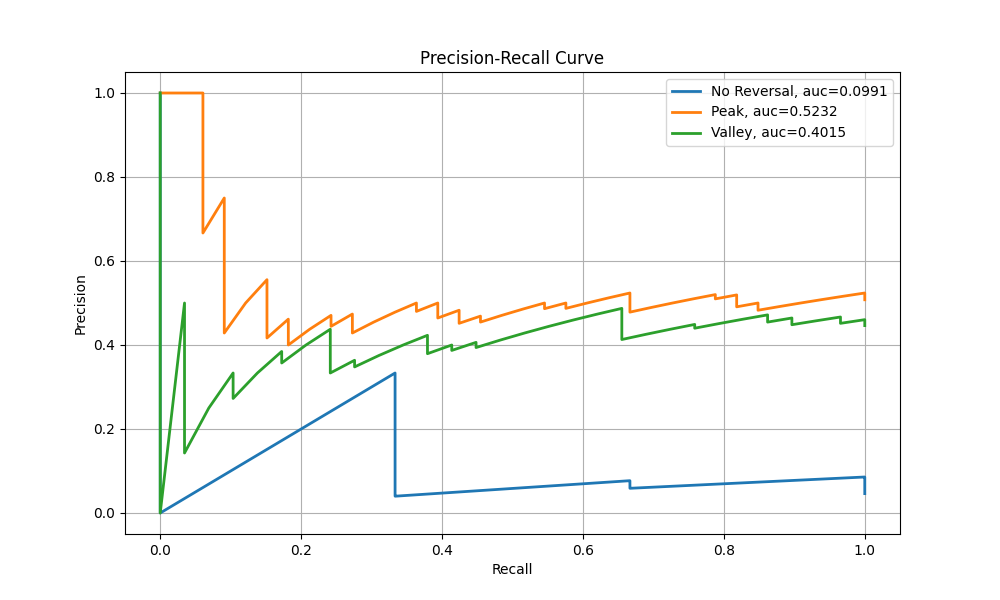 Precision-Recall Curve
No Reversal, auc=0.0991
Peak, auc=0.5232
Valley, auc=0.4015
Precision
1.0
0.8
0.6
0.4
0.2
0.0
0.0 0.2 0.4 0.6 0.8 1.0
Recall